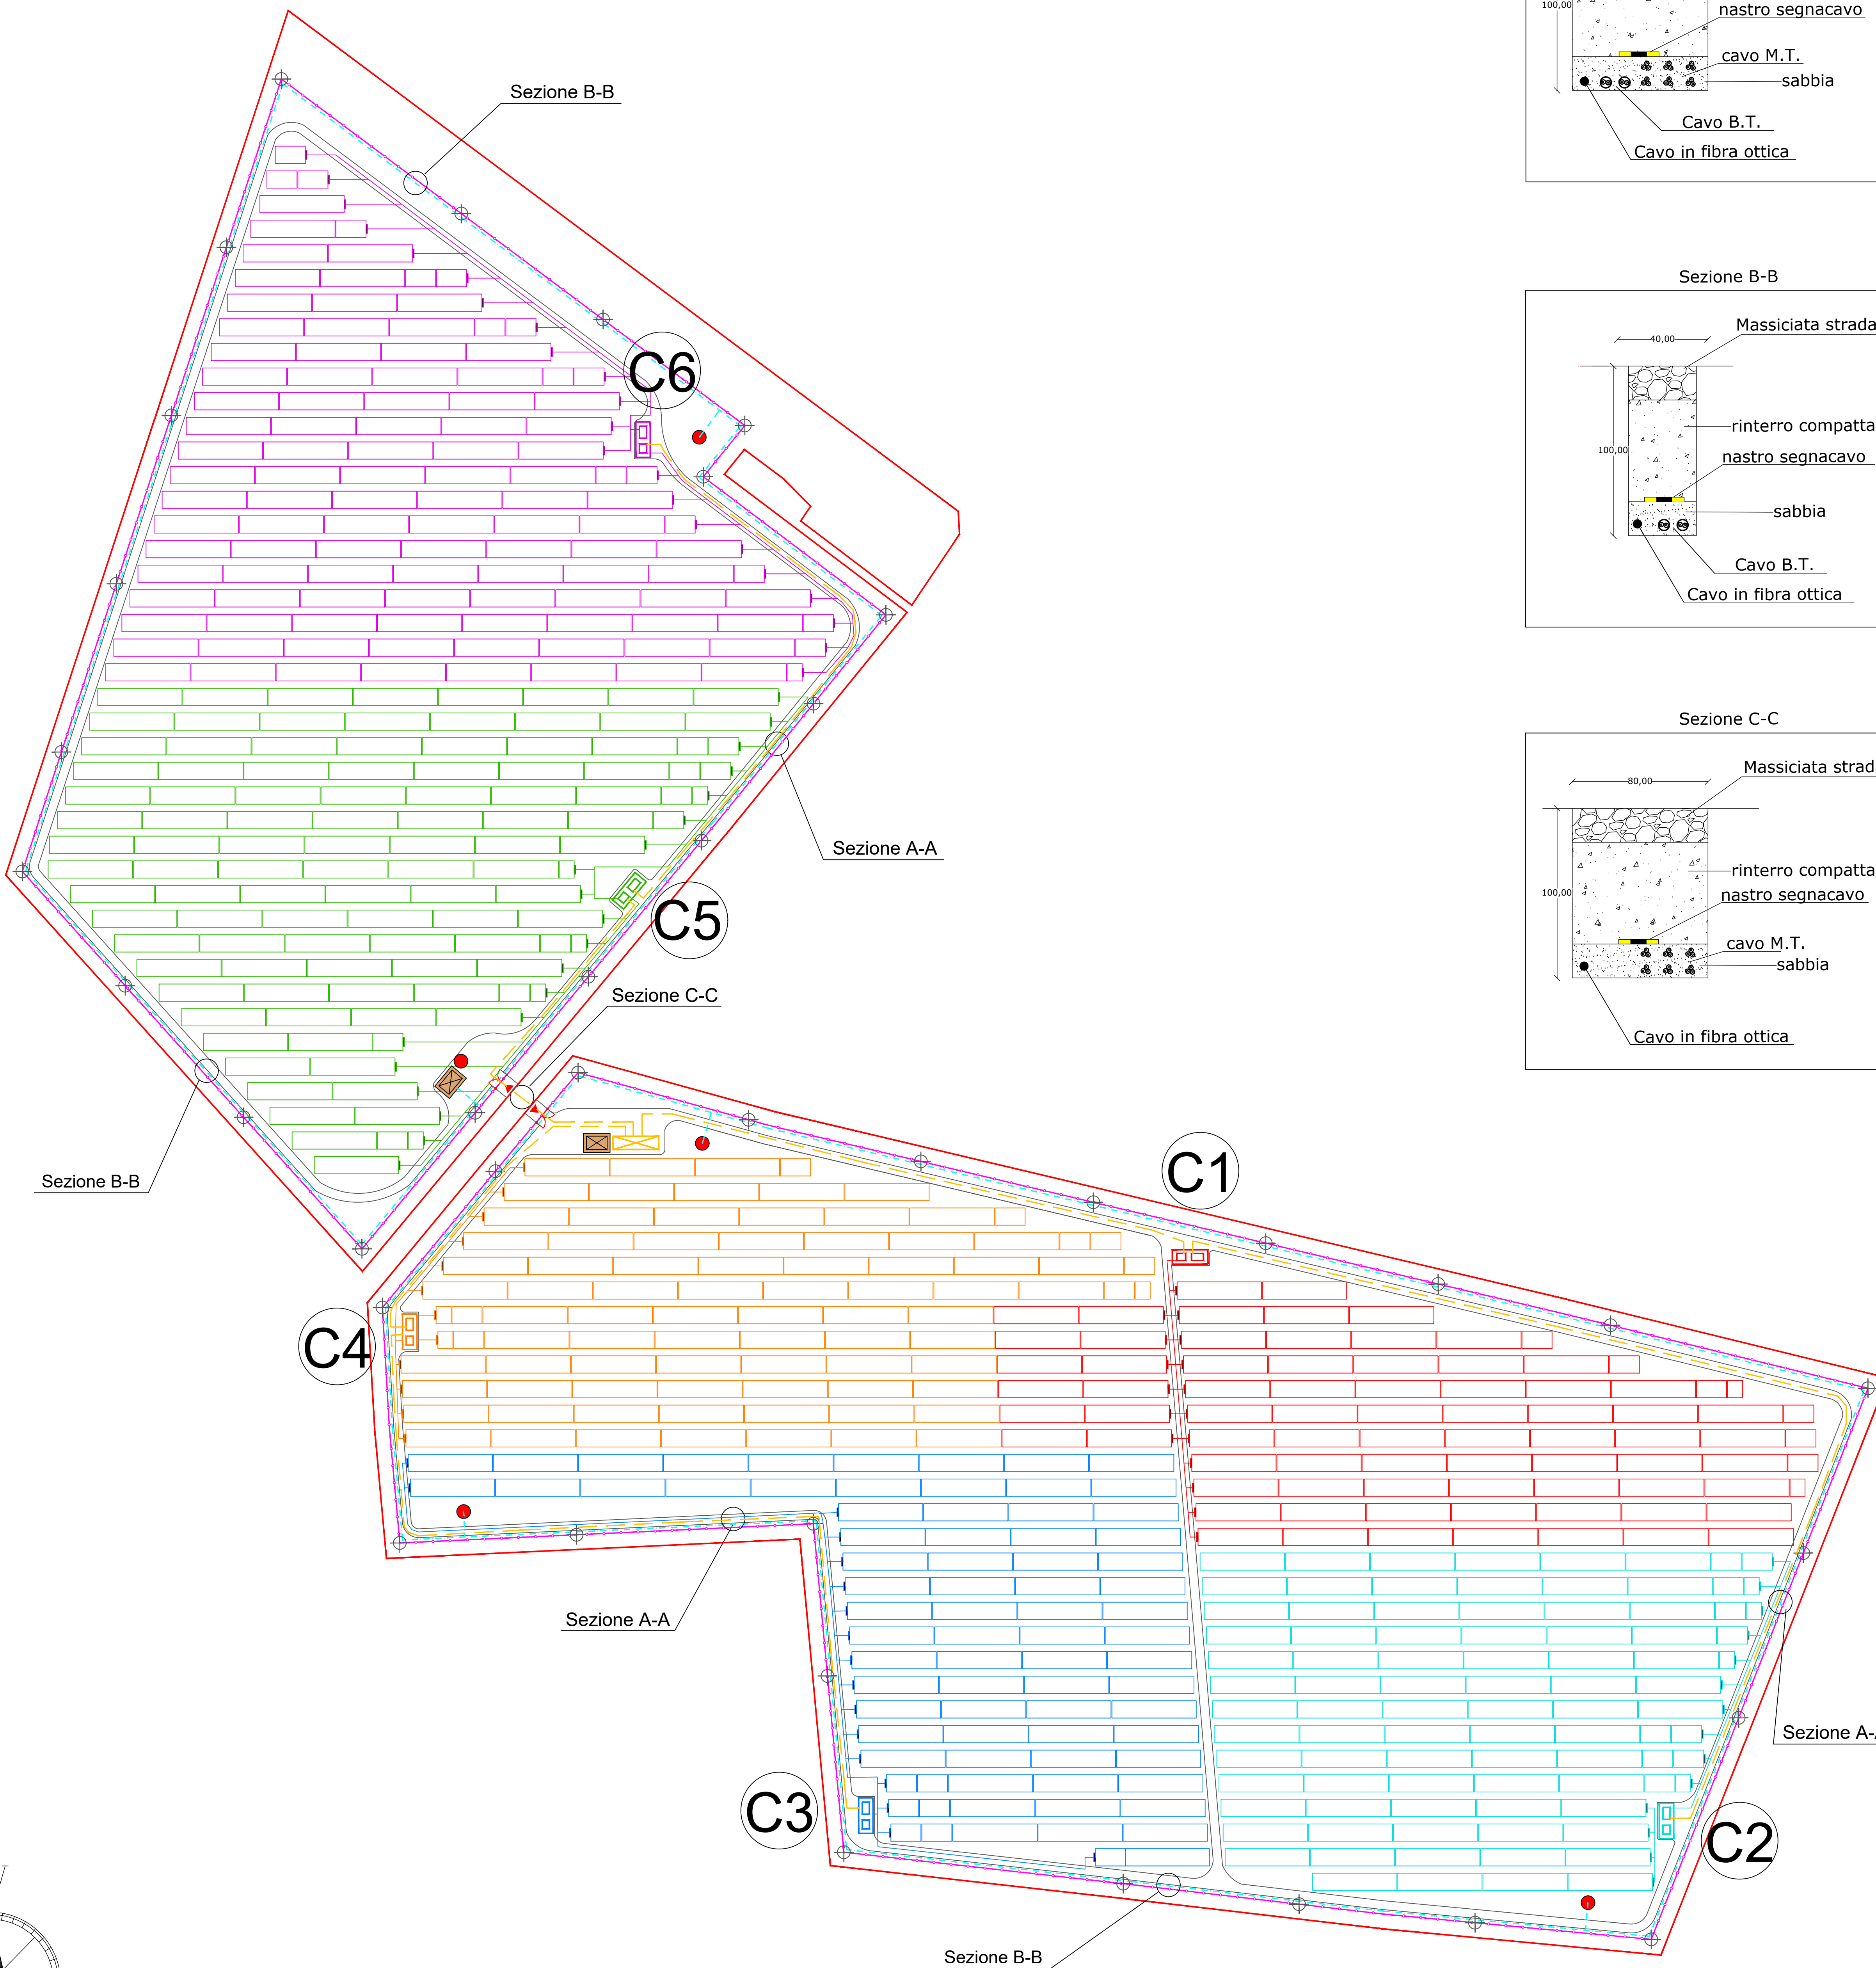 100,00
nastro segnacavo
cavo M.T.
sabbia
Cavo B.T.
Cavo in fibra ottica
Sezione B-B
Sezione B-B
40,00
Massiciata strada
100,00
rinterro compatta
nastro segnacavo
sabbia
Cavo B.T.
Cavo in fibra ottica
C6
Sezione A-A
C5
Sezione C-C
80,00
Massiciata strad
100,00
rinterro compatta
nastro segnacavo
cavo M.T.
sabbia
Cavo in fibra ottica
Sezione C-C
Sezione B-B
C1
C4
Sezione A-A
Sezione A-
C3
C2
Sezione B-B